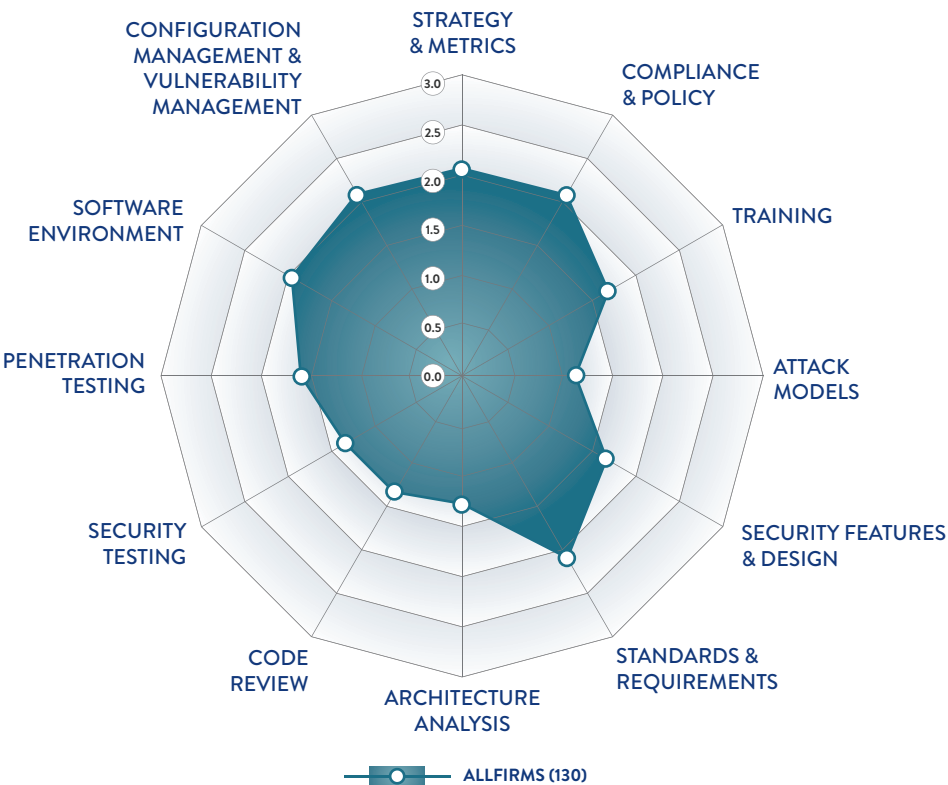 STRATEGY
& METRICS
CONFIGURATION
MANAGEMENT &
VULNERABILITY
MANAGEMENT
COMPLIANCE
& POLICY
3.0
2.5
2.0
1.5
1.0
0.5
0.0
SOFTWARE
ENVIRONMENT
TRAINING
PENETRATION
TESTING
ATTACK
MODELS
SECURITY
TESTING
SECURITY FEATURES
& DESIGN
CODE
REVIEW
STANDARDS &
REQUIREMENTS
ARCHITECTURE
ANALYSIS
ALLFIRMS (130)